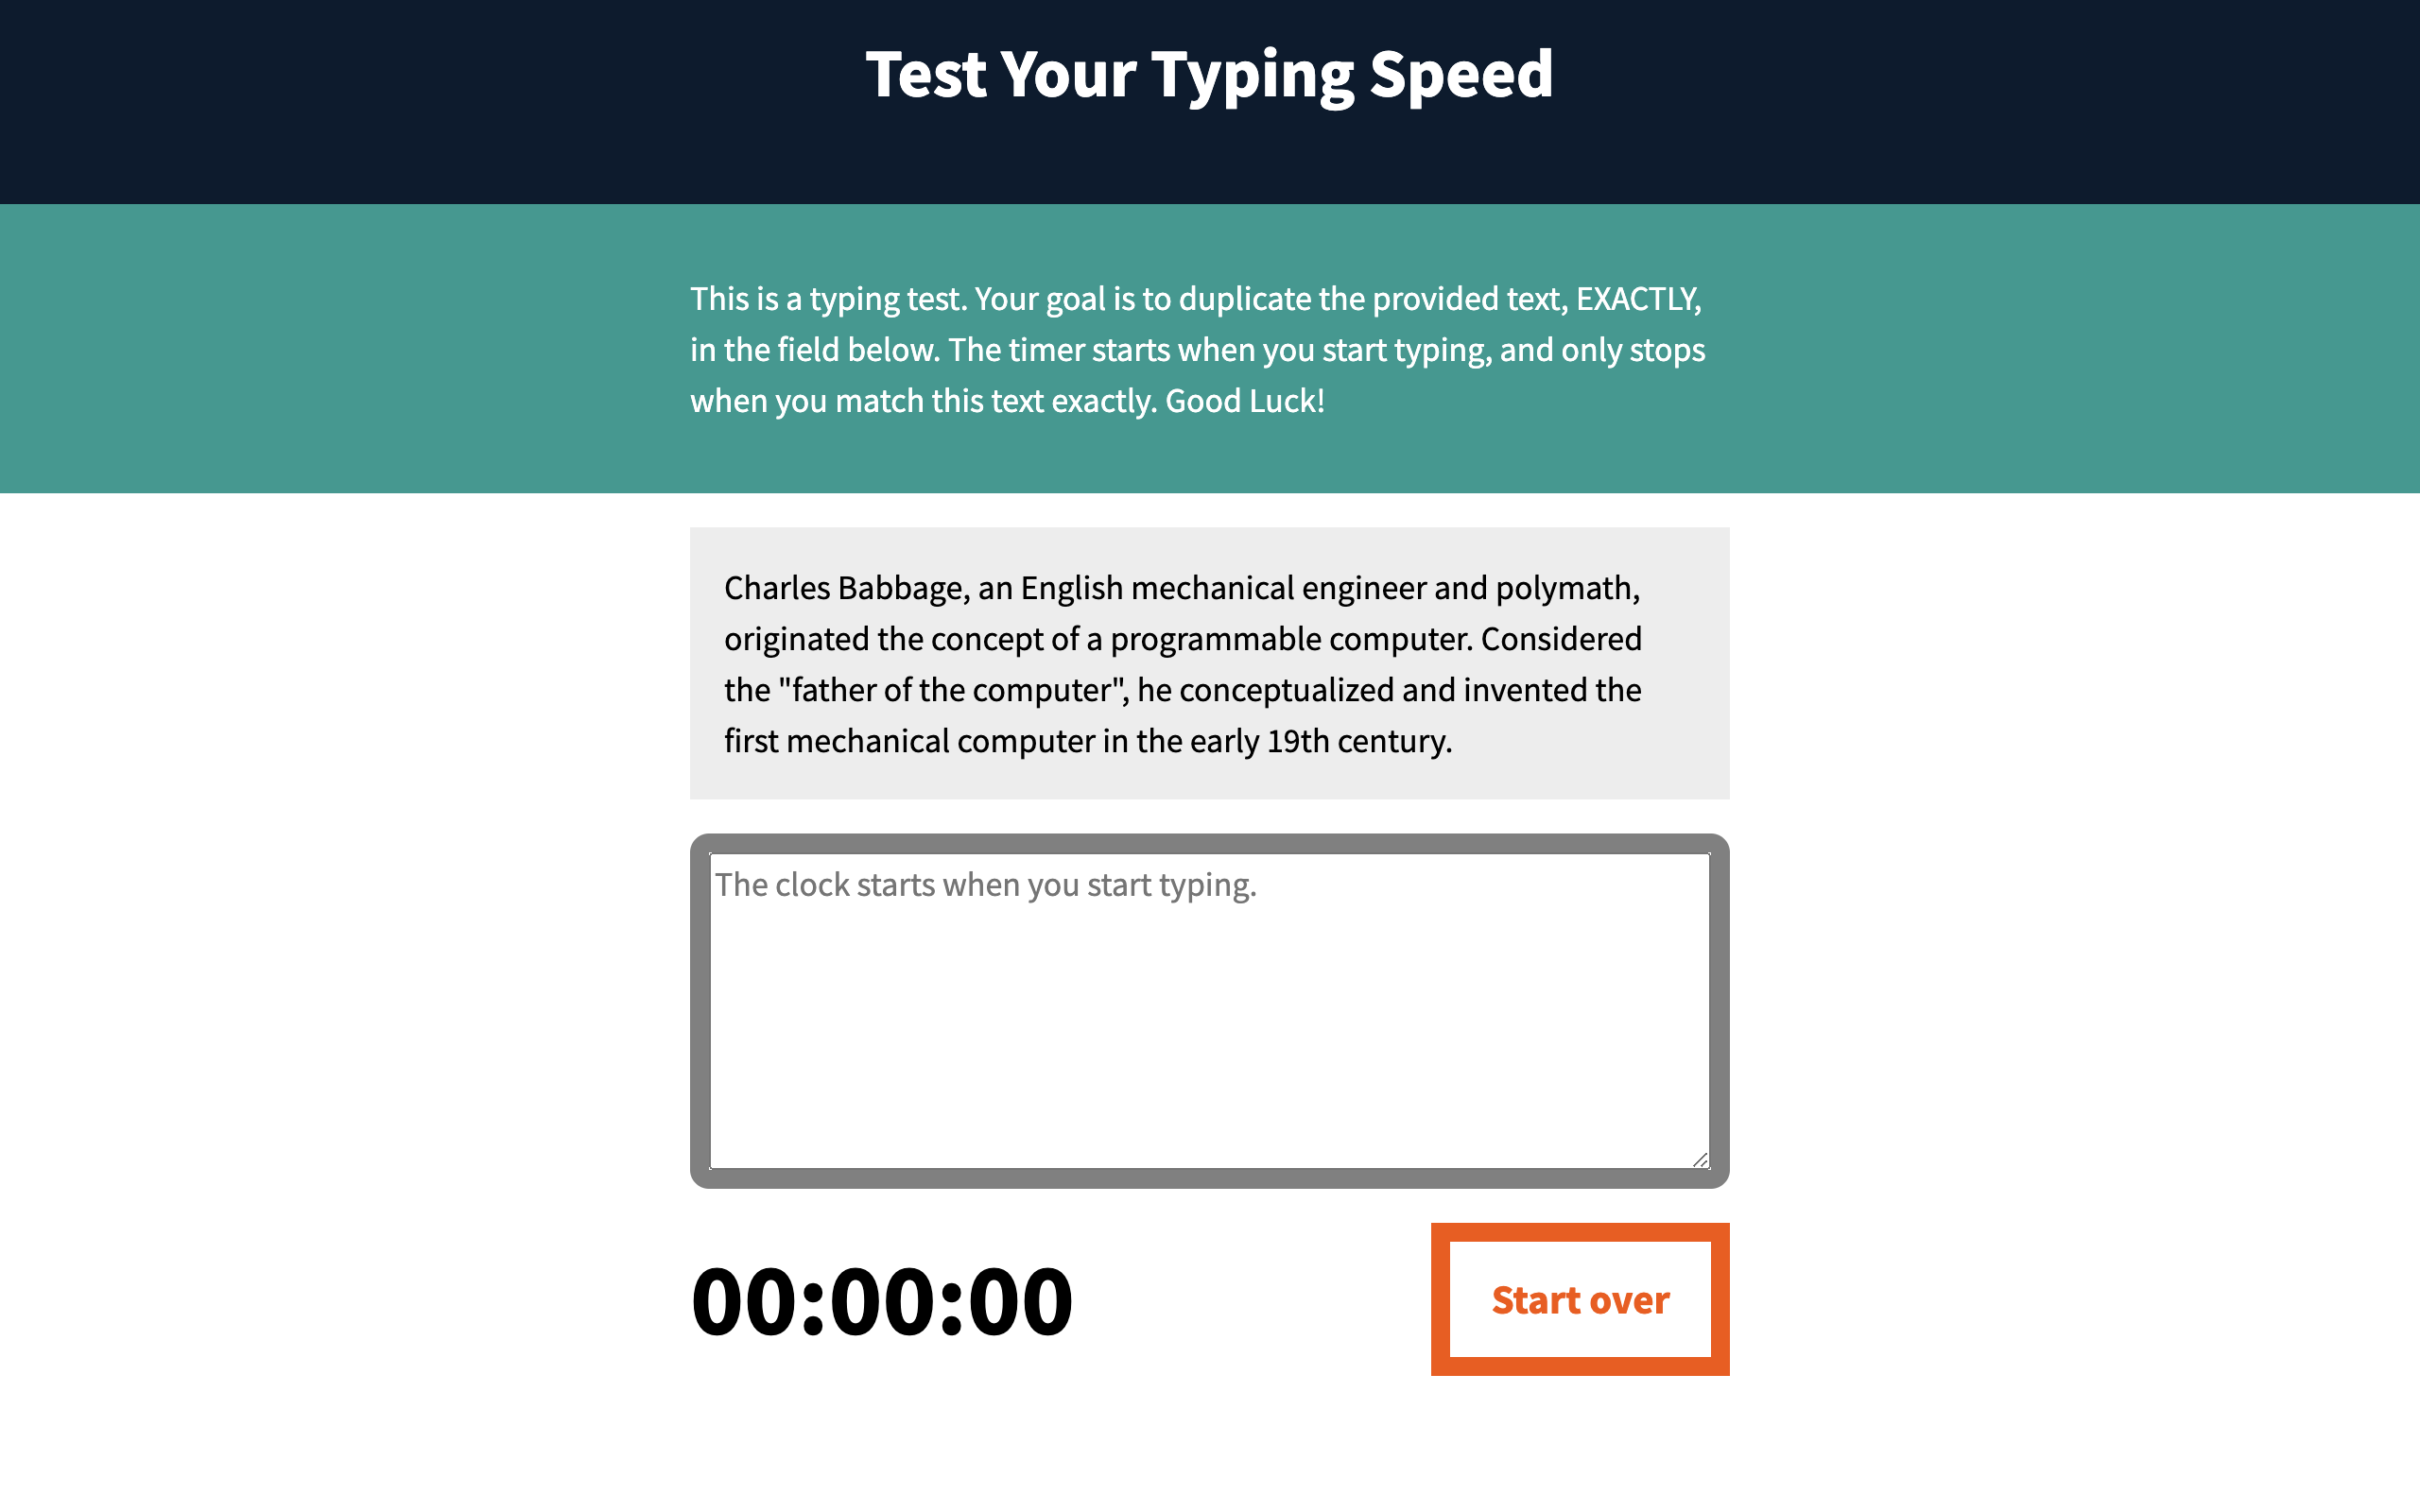 Test Your Typing Speed
This is a typing test. Your goal is to duplicate the provided text, EXACTLY,
in the field below. The timer starts when you start typing, and only stops
when you match this text exactly. Good Luck!
Charles Babbage, an English mechanical engineer and polymath,
originated the concept of a programmable computer. Considered
the "father of the computer", he conceptualized and invented the
first mechanical computer in the early 19th century.
The clock starts when you start typing.
00:00:00
Start over